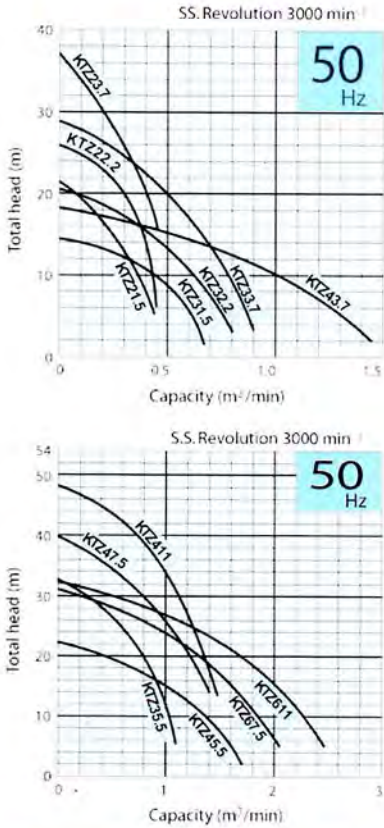 SS. Revolution 3000 min⁻¹
50
Hz
40
30
20
10
0
Total head (m)
KTZ23.7
KTZ22.2
KTZ21.5
KTZ31.5
KTZ32.2
KTZ33.7
KTZ43.7
0
0.5
1.0
1.5
Capacity (m³/min)
S.S. Revolution 3000 min
50
Hz
54
50
40
30
20
10
0
Total head (m)
KTZ411
KTZ47.5
KTZ35.5
KTZ45.5
KTZ67.5
KTZ611
0
1
2
3
Capacity (m³/min)